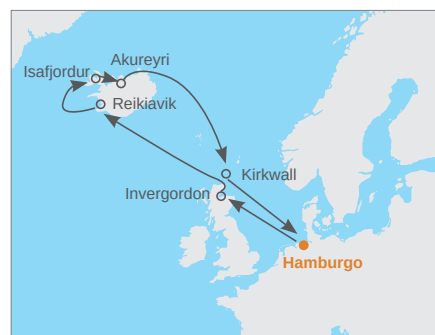 Akureyri
Isafjordur
Reikiavik
Kirkwall
Invergordon
Hamburgo